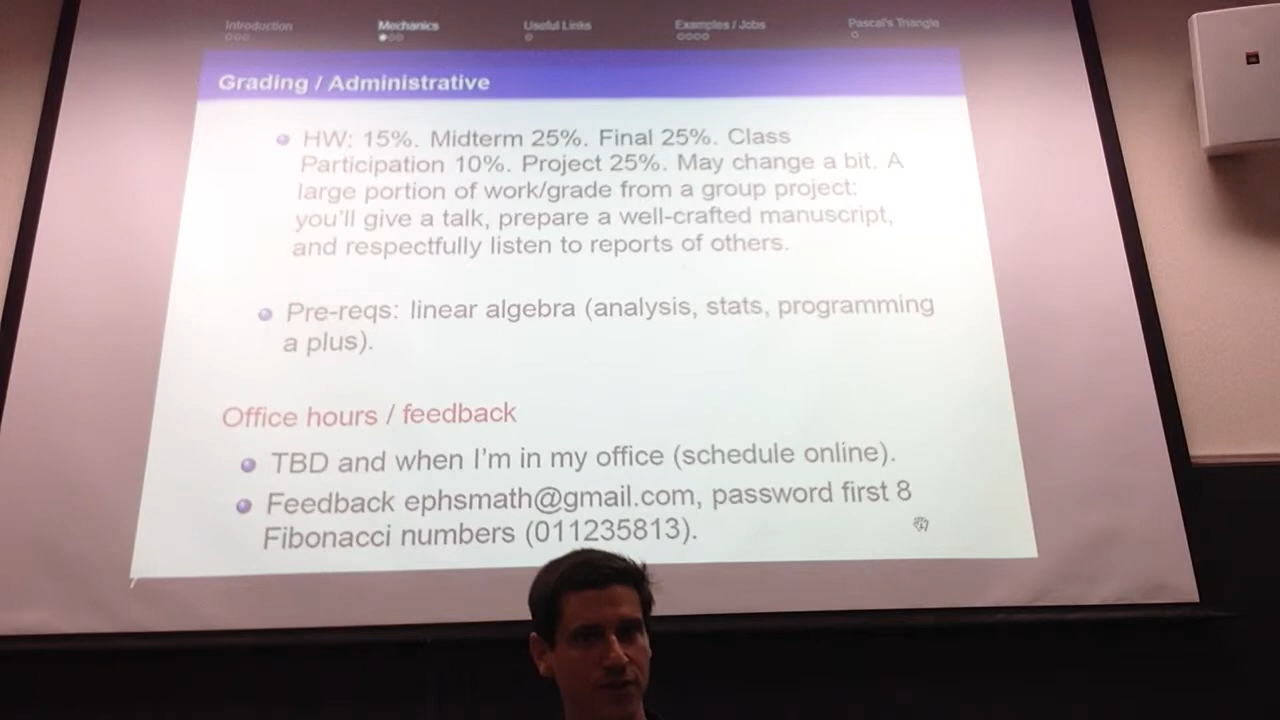 Introduction Mechanics Useful Links Examples / Jobs Pascal's Triangle
Grading / Administrative
HW: 15%. Midterm 25%. Final 25%. Class
Participation 10%. Project 25%. May change a bit. A
large portion of work/grade from a group project:
you'll give a talk, prepare a well-crafted manuscript,
and respectfully listen to reports of others.
Pre-reqs: linear algebra (analysis, stats, programming
a plus).
Office hours / feedback
TBD and when I'm in my office (schedule online).
Feedback ephsmath@gmail.com, password first 8
Fibonacci numbers (011235813).